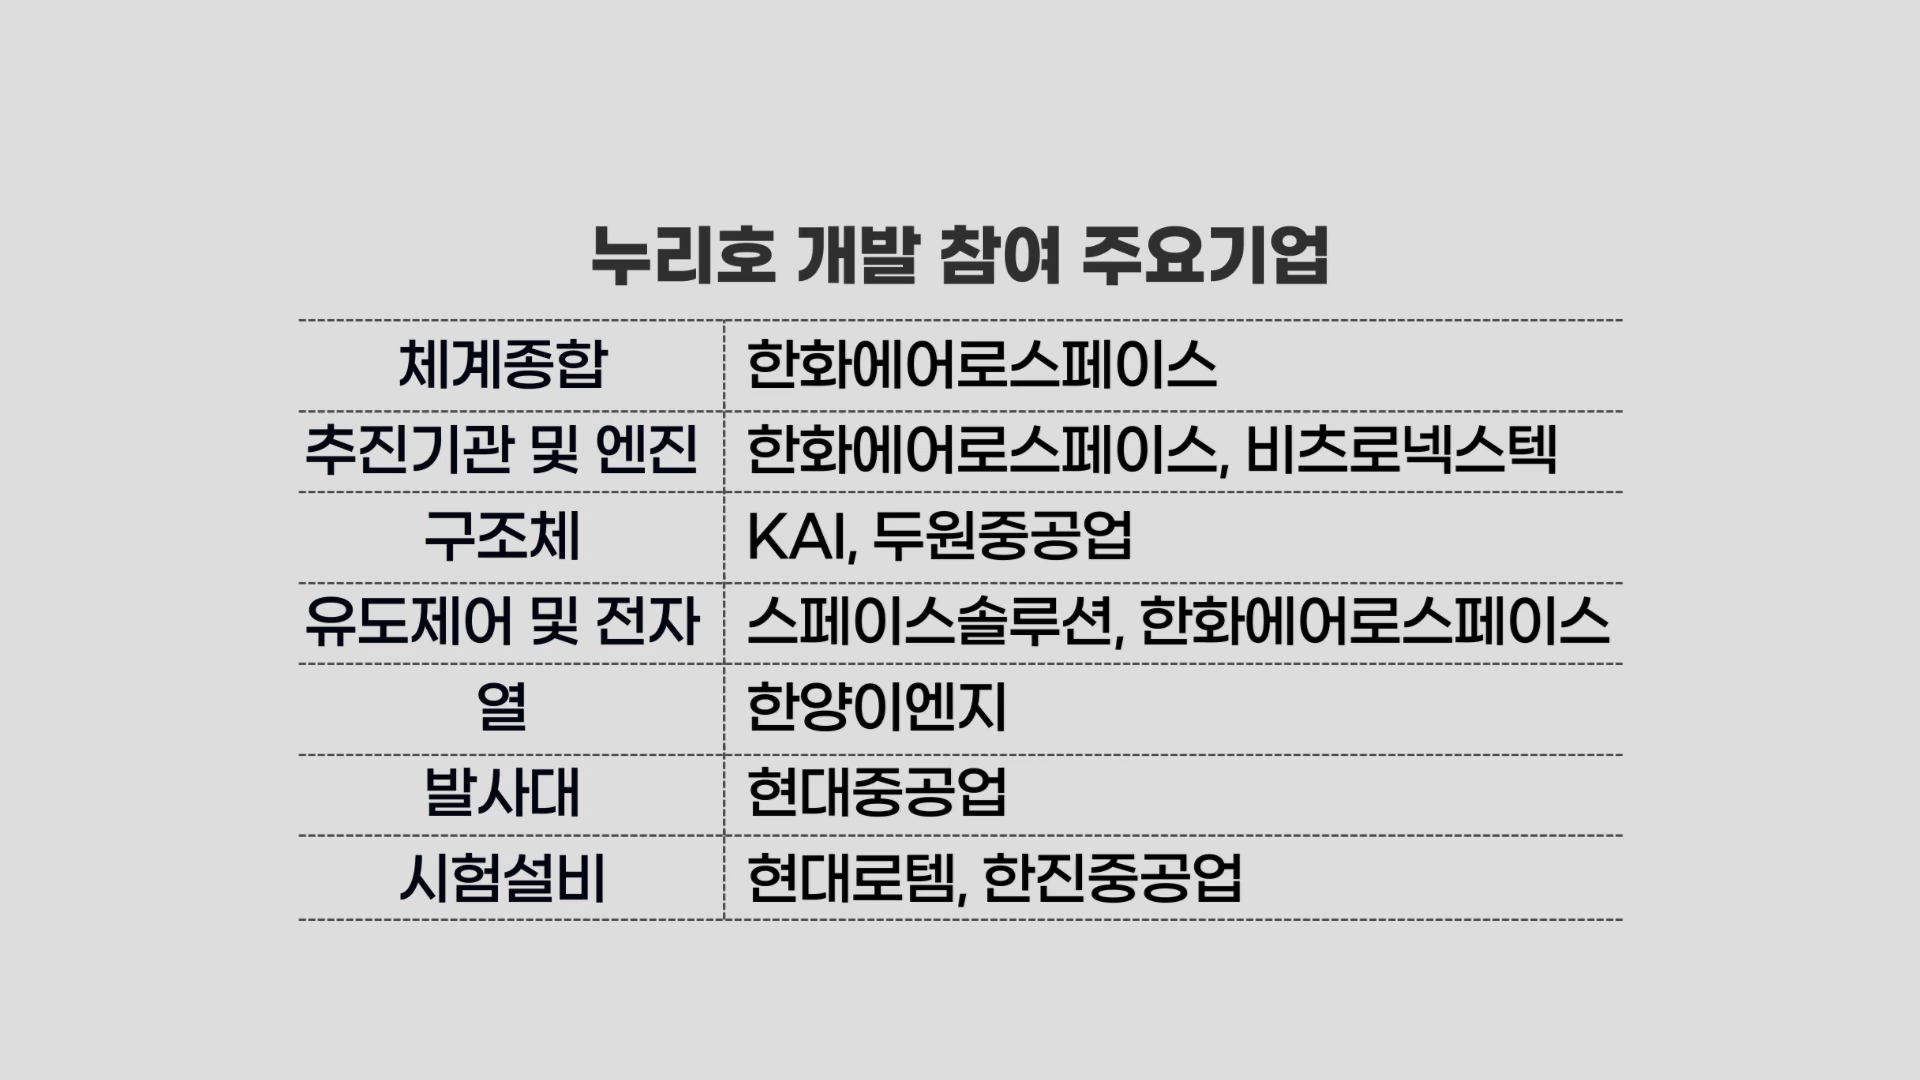 누리호 개발 참여 주요기업
체계종합 한화에어로스페이스
추진기관 및 엔진 한화에어로스페이스, 비츠로넥스텍
구조체 KAI, 두원중공업
유도제어 및 전자 스페이스솔루션, 한화에어로스페이스
열 한양이엔지
발사대 현대중공업
시험설비 현대로템, 한진중공업